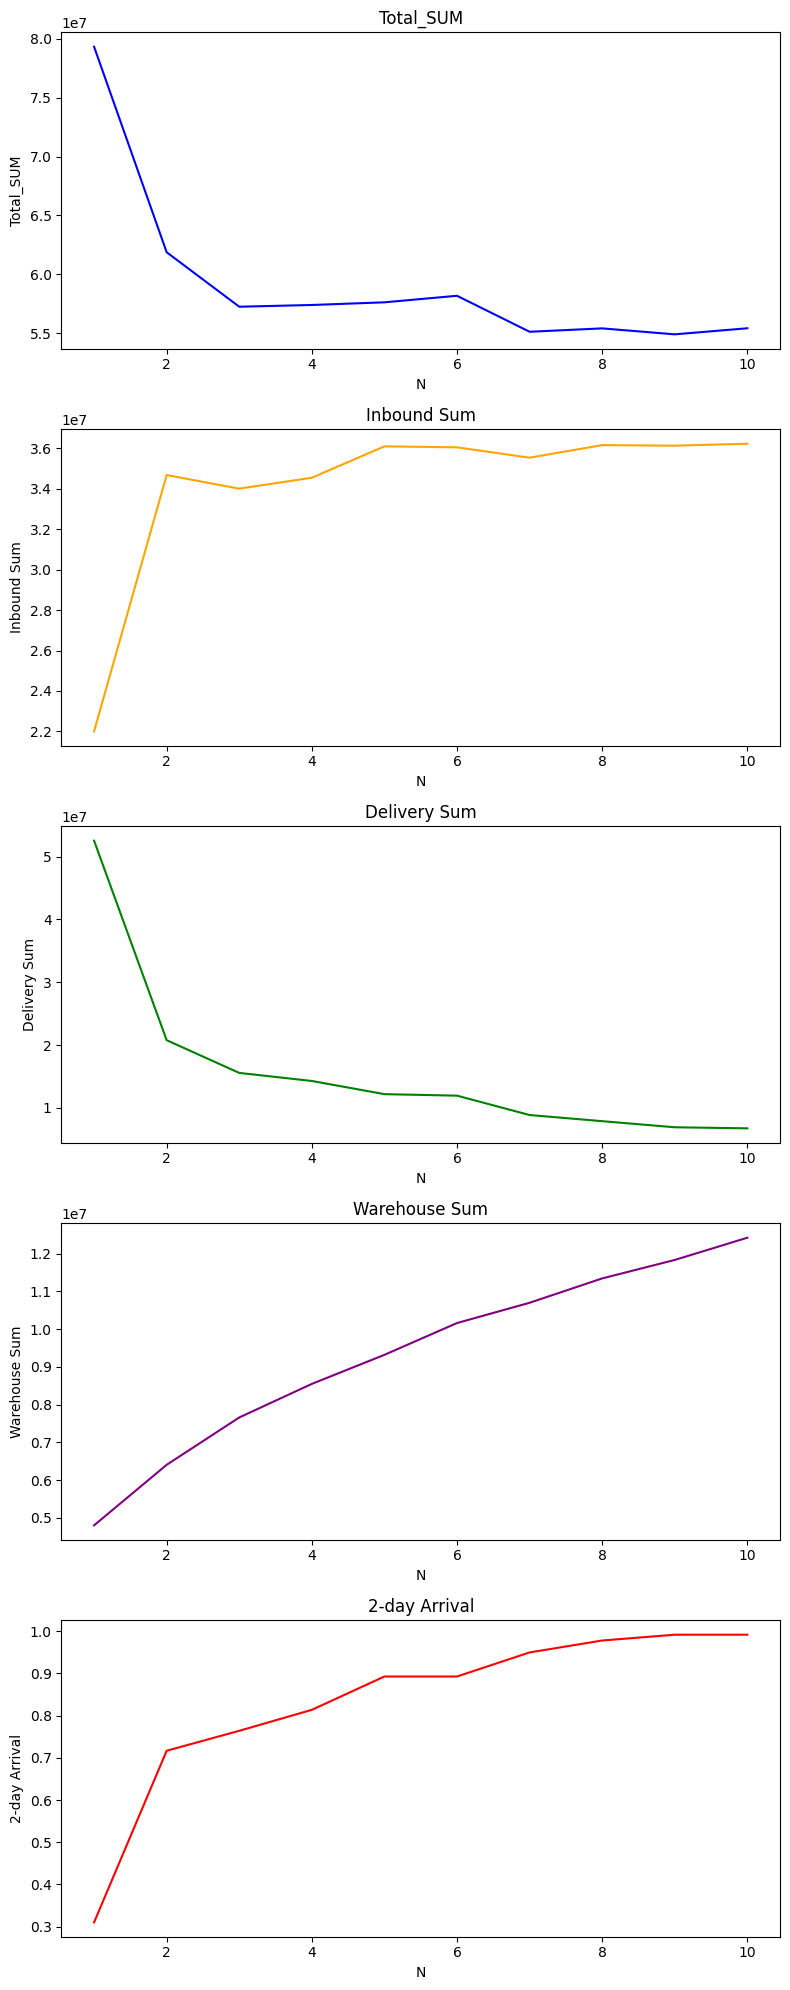 Total_SUM
1e7
8.0
7.5
7.0
6.5
6.0
5.5
Total_SUM
2 4 6 8 10
N
Inbound Sum
1e7
3.6
3.4
3.2
3.0
2.8
2.6
2.4
2.2
Inbound Sum
2 4 6 8 10
N
Delivery Sum
1e7
5
4
3
2
1
Delivery Sum
2 4 6 8 10
N
Warehouse Sum
1e7
1.2
1.1
1.0
0.9
0.8
0.7
0.6
0.5
Warehouse Sum
2 4 6 8 10
N
2-day Arrival
1.0
0.9
0.8
0.7
0.6
0.5
0.4
0.3
2-day Arrival
2 4 6 8 10
N